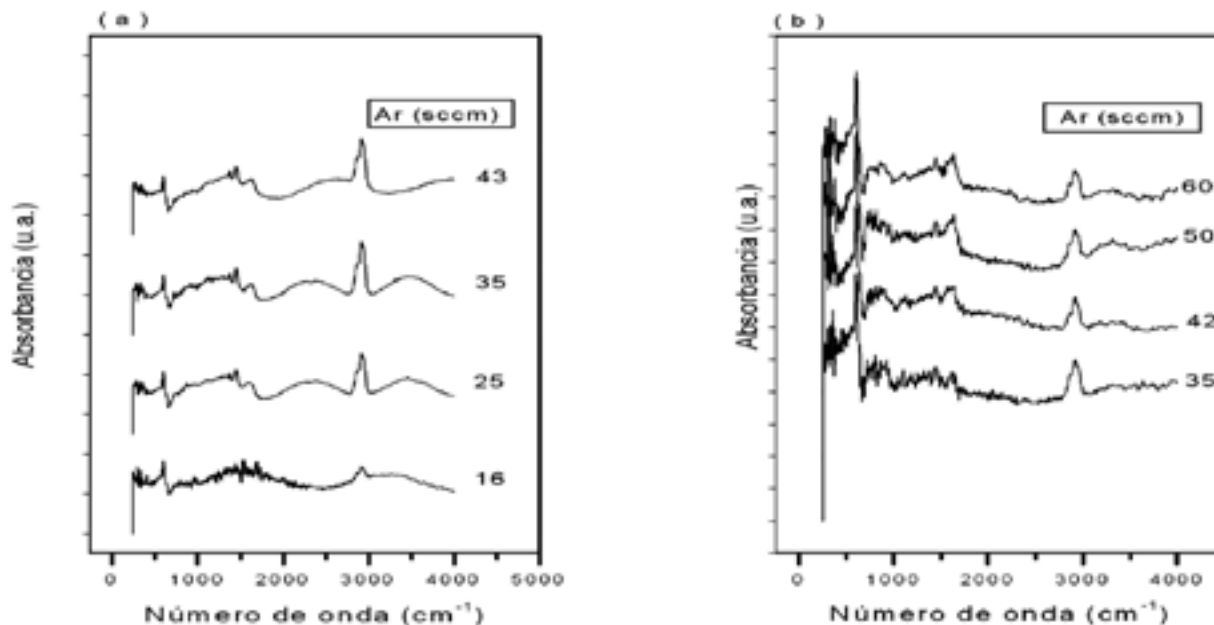 ( a )
Ar (sccm)
43
35
25
16
Absorbancia (u.a.)
0 1000 2000 3000 4000 5000
Número de onda (cm⁻¹)
( b )
Ar (sccm)
60
50
42
35
Absorbancia (u.a.)
0 1000 2000 3000 4000
Número de onda (cm⁻¹)